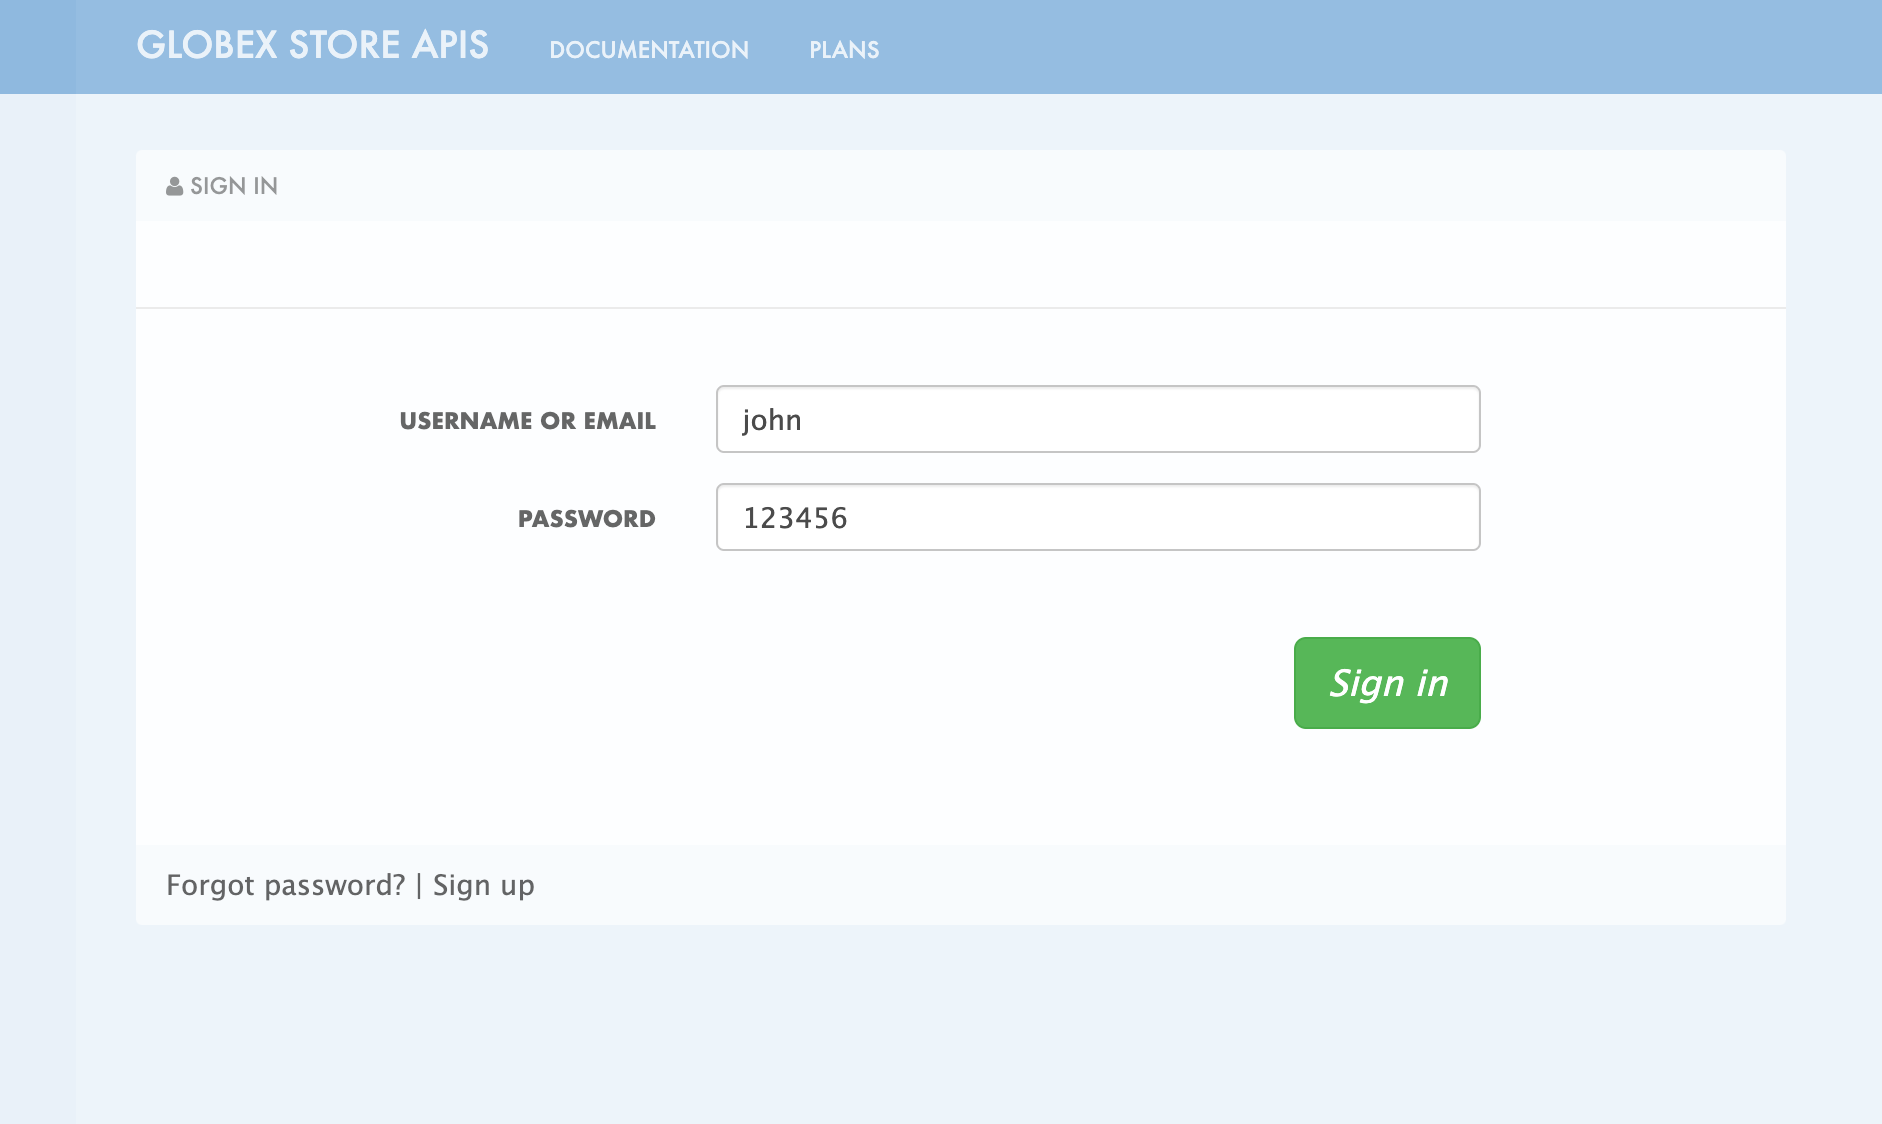 GLOBEX STORE APIS DOCUMENTATION PLANS
SIGN IN
USERNAME OR EMAIL john
PASSWORD 123456
Sign in
Forgot password? | Sign up